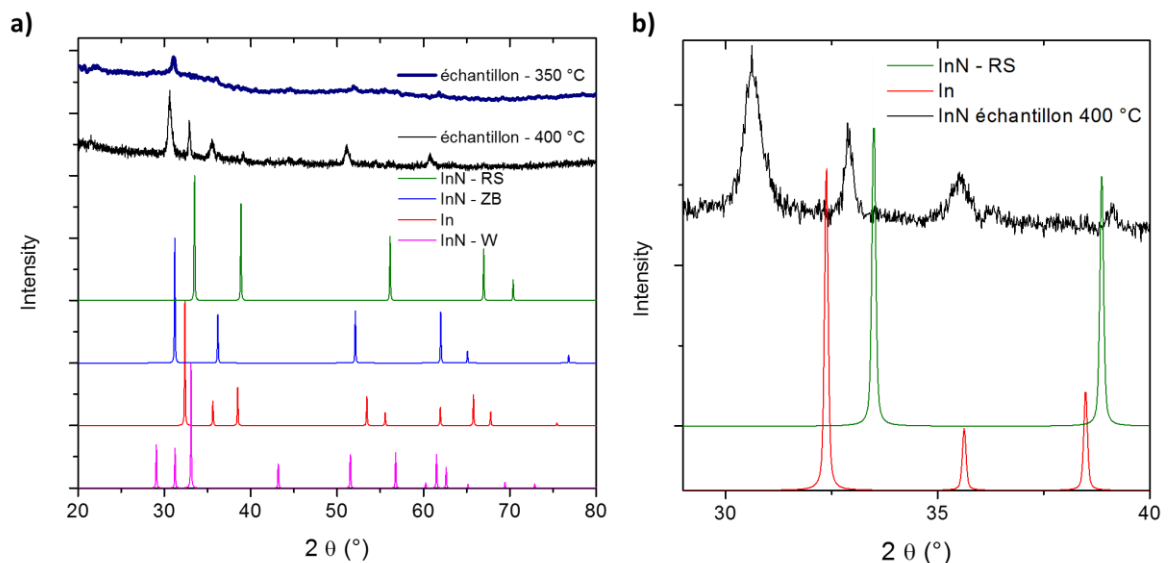 a)
échantillon - 350 °C
échantillon - 400 °C
InN - RS
InN - ZB
In
InN - W
Intensity
20 30 40 50 60 70 80
2 θ (°)
b)
InN - RS
In
InN échantillon 400 °C
Intensity
30 35 40
2 θ (°)